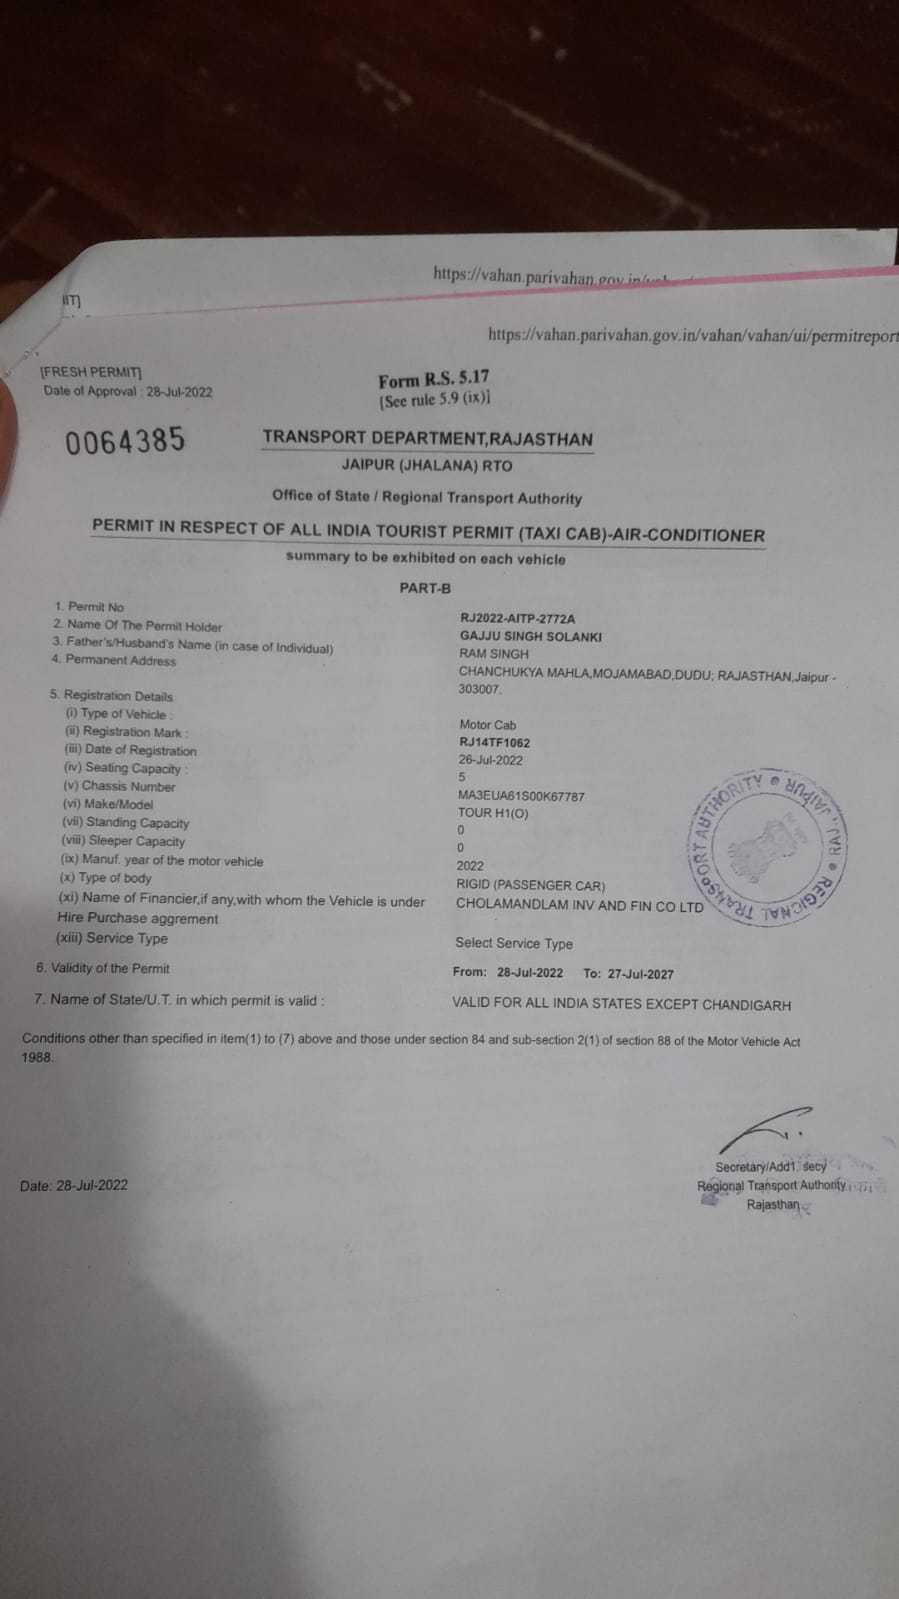 https://vahan.parivahan.gov.in/
IT]
https://vahan.parivahan.gov.in/vahan/vahan/ui/permitreport
[FRESH PERMIT]
Date of Approval : 28-Jul-2022
Form R.S. 5.17
[See rule 5.9 (ix)]
0064385
TRANSPORT DEPARTMENT,RAJASTHAN
JAIPUR (JHALANA) RTO
Office of State / Regional Transport Authority
PERMIT IN RESPECT OF ALL INDIA TOURIST PERMIT (TAXI CAB)-AIR-CONDITIONER
summary to be exhibited on each vehicle
PART-B
1. Permit No RJ2022-AITP-2772A
2. Name Of The Permit Holder GAJJU SINGH SOLANKI
3. Father's/Husband's Name (in case of Individual) RAM SINGH
4. Permanent Address CHANCHUKYA MAHLA,MOJAMABAD,DUDU; RAJASTHAN,Jaipur -
303007.
5. Registration Details
(i) Type of Vehicle : Motor Cab
(ii) Registration Mark : RJ14TF1062
(iii) Date of Registration 26-Jul-2022
(iv) Seating Capacity : 5
(v) Chassis Number MA3EUA61S00K67787
(vi) Make/Model TOUR H1(O)
(vii) Standing Capacity 0
(viii) Sleeper Capacity 0
(ix) Manuf. year of the motor vehicle 2022
(x) Type of body RIGID (PASSENGER CAR)
(xi) Name of Financier,if any,with whom the Vehicle is under CHOLAMANDLAM INV AND FIN CO LTD
Hire Purchase aggrement
(xiii) Service Type Select Service Type
6. Validity of the Permit From: 28-Jul-2022 To: 27-Jul-2027
7. Name of State/U.T. in which permit is valid : VALID FOR ALL INDIA STATES EXCEPT CHANDIGARH
Conditions other than specified in item(1) to (7) above and those under section 84 and sub-section 2(1) of section 88 of the Motor Vehicle Act
1988.
REGIONAL TRANSPORT AUTHORITY JAIPUR, RAJ.
Secretary/Add1. secy
Date: 28-Jul-2022 Regional Transport Authority
Rajasthan